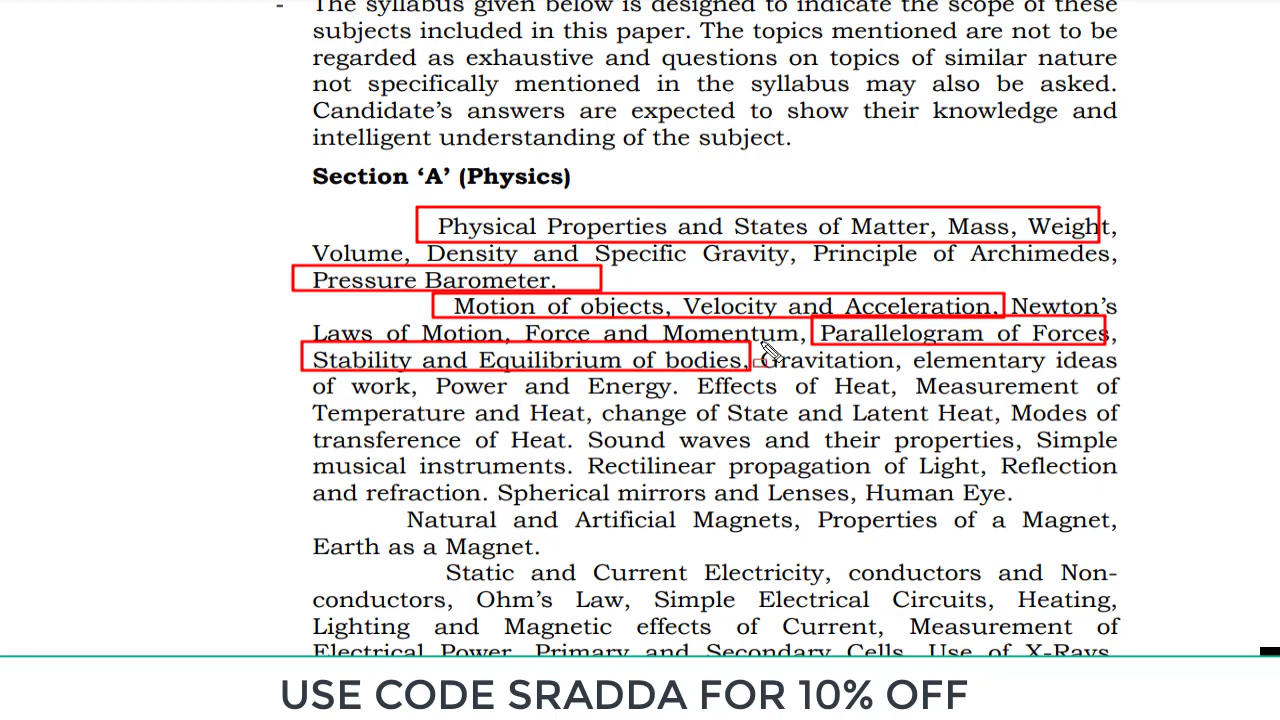 - The syllabus given below is designed to indicate the scope of these
subjects included in this paper. The topics mentioned are not to be
regarded as exhaustive and questions on topics of similar nature
not specifically mentioned in the syllabus may also be asked.
Candidate's answers are expected to show their knowledge and
intelligent understanding of the subject.
Section ‘A’ (Physics)
Physical Properties and States of Matter, Mass, Weight,
Volume, Density and Specific Gravity, Principle of Archimedes,
Pressure Barometer.
Motion of objects, Velocity and Acceleration, Newton's
Laws of Motion, Force and Momentum, Parallelogram of Forces,
Stability and Equilibrium of bodies, Gravitation, elementary ideas
of work, Power and Energy. Effects of Heat, Measurement of
Temperature and Heat, change of State and Latent Heat, Modes of
transference of Heat. Sound waves and their properties, Simple
musical instruments. Rectilinear propagation of Light, Reflection
and refraction. Spherical mirrors and Lenses, Human Eye.
Natural and Artificial Magnets, Properties of a Magnet,
Earth as a Magnet.
Static and Current Electricity, conductors and Non-
conductors, Ohm's Law, Simple Electrical Circuits, Heating,
Lighting and Magnetic effects of Current, Measurement of
Electrical Power, Primary and Secondary Cells, Use of X-Rays.
USE CODE SRADDA FOR 10% OFF